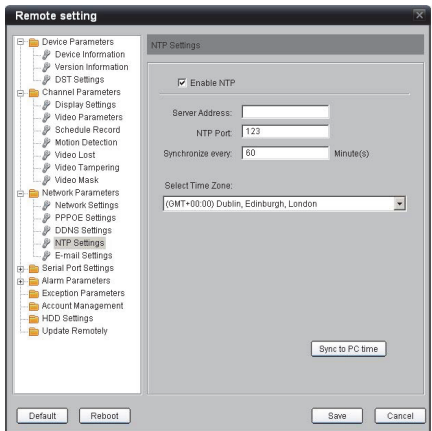 Remote setting
Device Parameters
Device Information
Version Information
DST Settings
Channel Parameters
Display Settings
Video Parameters
Schedule Record
Motion Detection
Video Lost
Video Tampering
Video Mask
Network Parameters
Network Settings
PPPOE Settings
DDNS Settings
NTP Settings
E-mail Settings
Serial Port Settings
Alarm Parameters
Exception Parameters
Account Management
HDD Settings
Update Remotely
NTP Settings
Enable NTP
Server Address:
NTP Port: 123
Synchronize every: 60 Minute(s)
Select Time Zone:
(GMT+00:00) Dublin, Edinburgh, London
Sync to PC time
Default Reboot Save Cancel